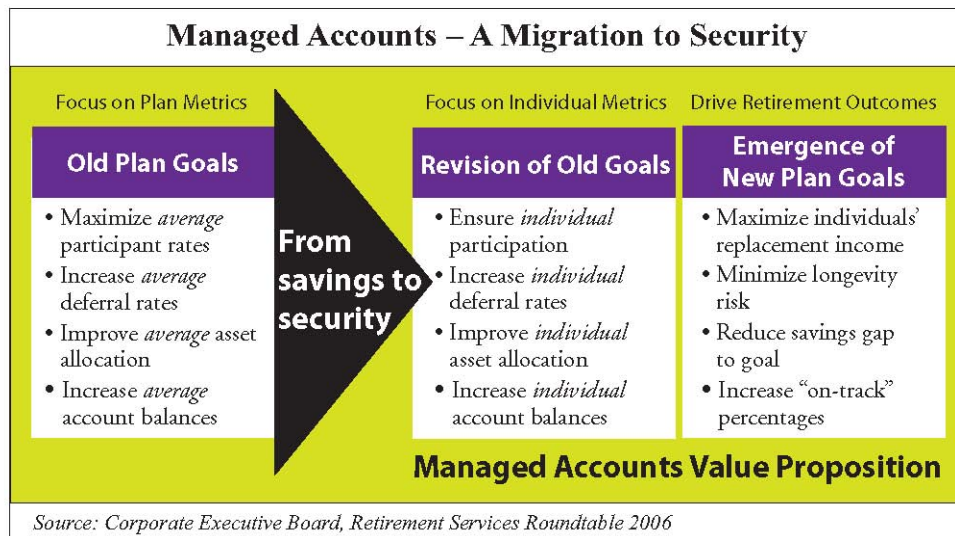 Managed Accounts – A Migration to Security
Focus on Plan Metrics
Old Plan Goals
• Maximize average
participant rates
• Increase average
deferral rates
• Improve average asset
allocation
• Increase average
account balances
From
savings to
security
Focus on Individual Metrics
Revision of Old Goals
• Ensure individual
participation
• Increase individual
deferral rates
• Improve individual
asset allocation
• Increase individual
account balances
Drive Retirement Outcomes
Emergence of
New Plan Goals
• Maximize individuals’
replacement income
• Minimize longevity
risk
• Reduce savings gap
to goal
• Increase “on-track”
percentages
Managed Accounts Value Proposition
Source: Corporate Executive Board, Retirement Services Roundtable 2006